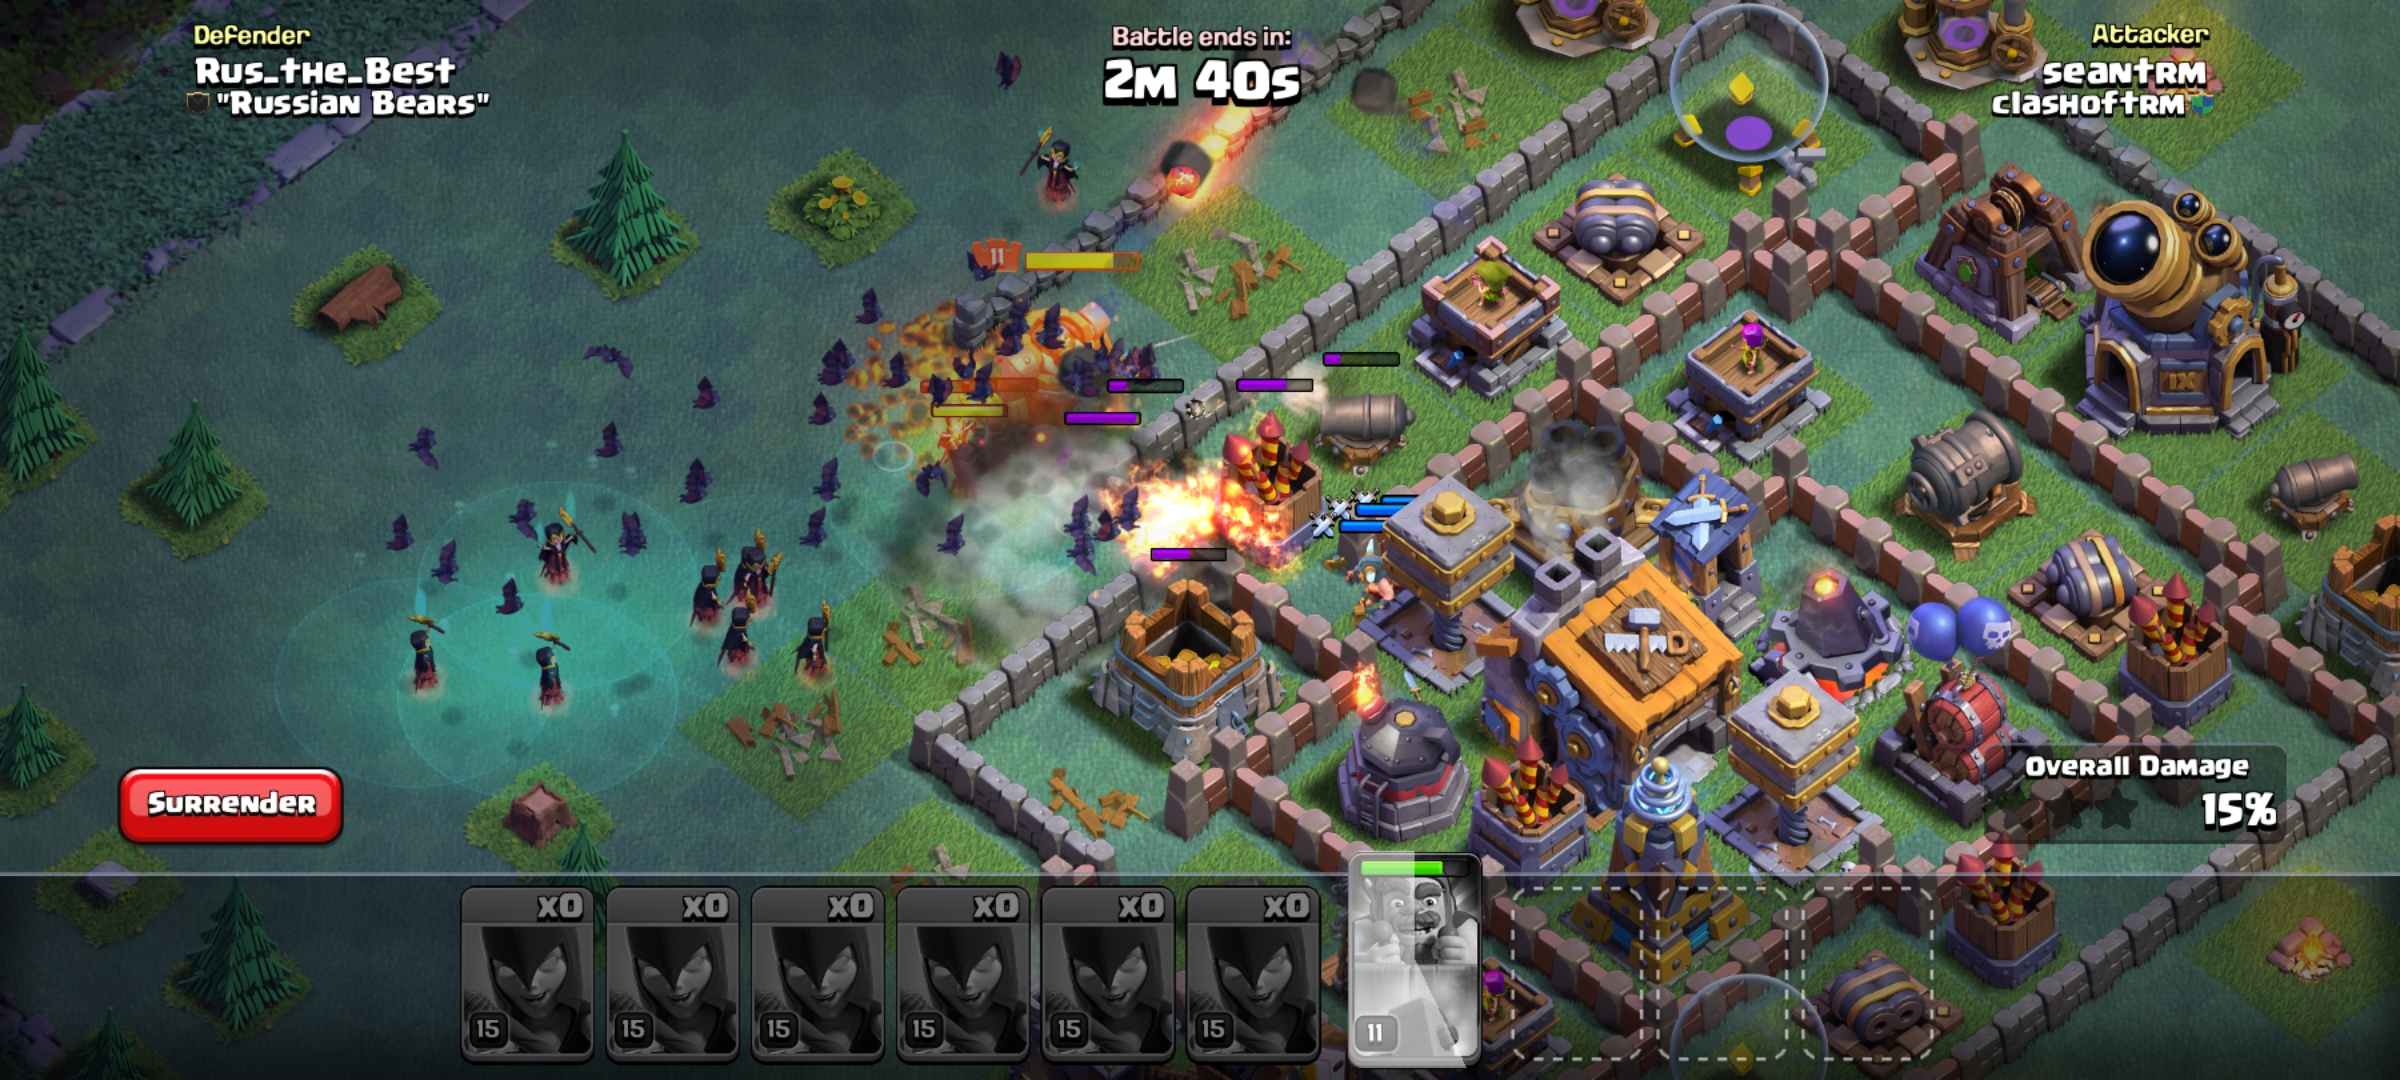 Defender
Rus_tHe_Best
"Russian Bears"
Battle ends in:
2m 40s
Attacker
seantrm
clashoftrm
11
IX
Surrender
Overall Damage
15%
x0
x0
x0
x0
x0
x0
15
15
15
15
15
15
11